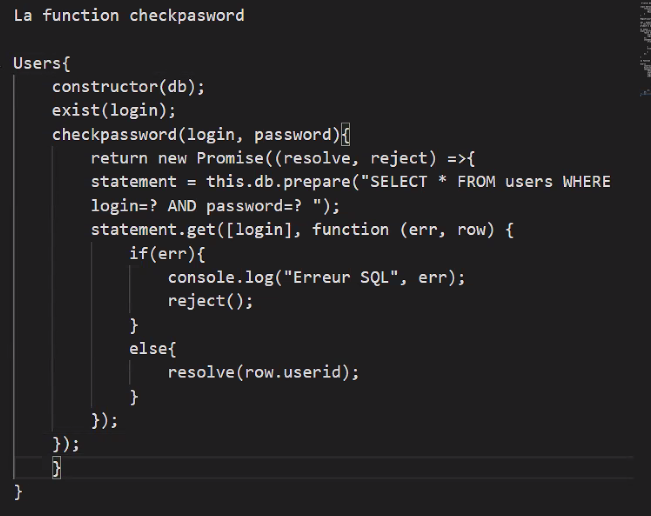 La function checkpasword
Users{
constructor(db);
exist(login);
checkpassword(login, password){
return new Promise((resolve, reject) =>{
statement = this.db.prepare("SELECT * FROM users WHERE
login=? AND password=? ");
statement.get([login], function (err, row) {
if(err){
console.log("Erreur SQL", err);
reject();
}
else{
resolve(row.userid);
}
});
});
}
}